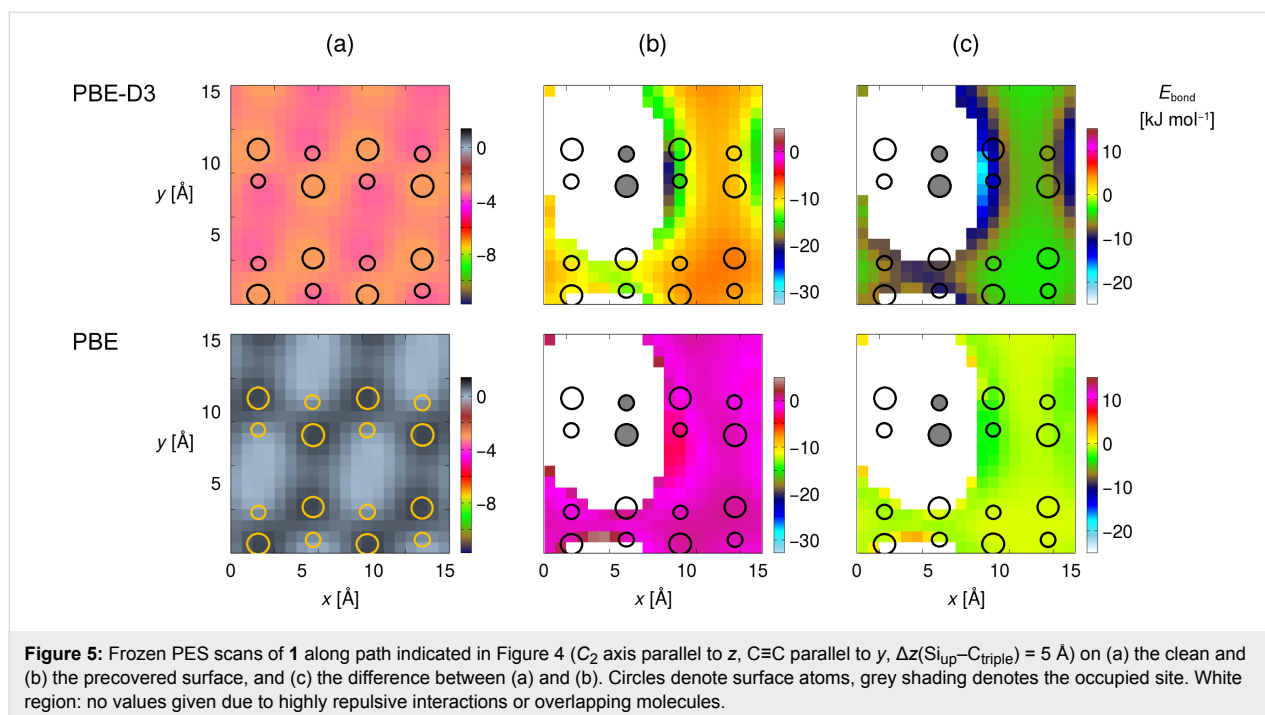 (a) (b) (c)
PBE-D3
E_bond
[kJ mol⁻¹]
15
10
5
y [Å]
0
−4
−8
0
−10
−20
−30
10
0
−10
−20
PBE
15
10
5
y [Å]
0
−4
−8
0
−10
−20
−30
10
0
−10
−20
0 5 10 15 0 5 10 15 0 5 10 15
x [Å] x [Å] x [Å]
Figure 5: Frozen PES scans of 1 along path indicated in Figure 4 (C₂ axis parallel to z, C≡C parallel to y, Δz(Si_up–C_triple) = 5 Å) on (a) the clean and
(b) the precovered surface, and (c) the difference between (a) and (b). Circles denote surface atoms, grey shading denotes the occupied site. White
region: no values given due to highly repulsive interactions or overlapping molecules.